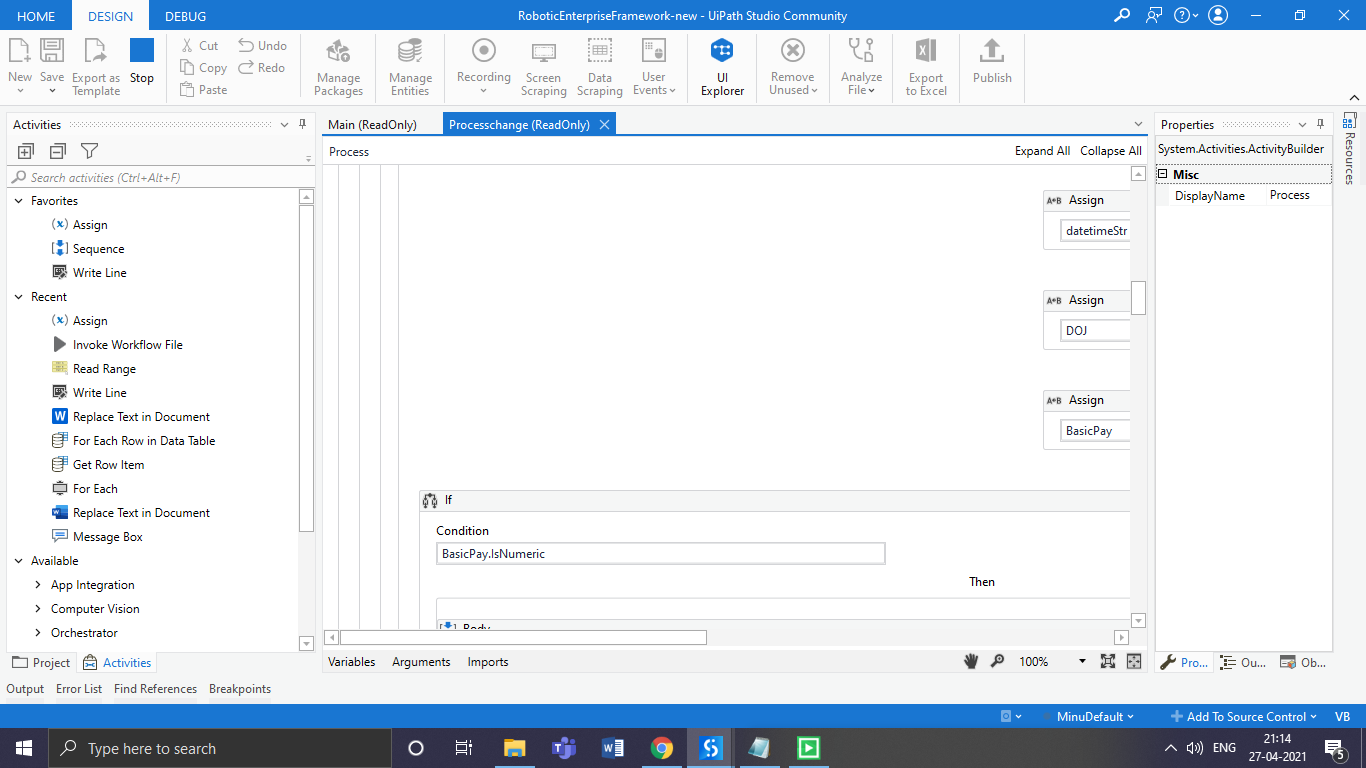 HOME DESIGN DEBUG RoboticEnterpriseFramework-new - UiPath Studio Community
New Save Export as Template Stop Cut Copy Paste Undo Redo Manage Packages Manage Entities Recording Screen Scraping Data Scraping User Events UI Explorer Remove Unused Analyze File Export to Excel Publish
Activities
Search activities (Ctrl+Alt+F)
Favorites
Assign
Sequence
Write Line
Recent
Assign
Invoke Workflow File
Read Range
Write Line
Replace Text in Document
For Each Row in Data Table
Get Row Item
For Each
Replace Text in Document
Message Box
Available
App Integration
Computer Vision
Orchestrator
Project Activities
Main (ReadOnly) Processchange (ReadOnly)
Process Expand All Collapse All
A*B Assign
datetimeStr
A*B Assign
DOJ
A*B Assign
BasicPay
If
Condition
BasicPay.IsNumeric
Then
Body
Variables Arguments Imports 100%
Properties
System.Activities.ActivityBuilder
Misc
DisplayName Process
Pro... Ou... Ob...
Resources
Output Error List Find References Breakpoints
MinuDefault Add To Source Control VB
Type here to search
ENG
21:14
27-04-2021
5